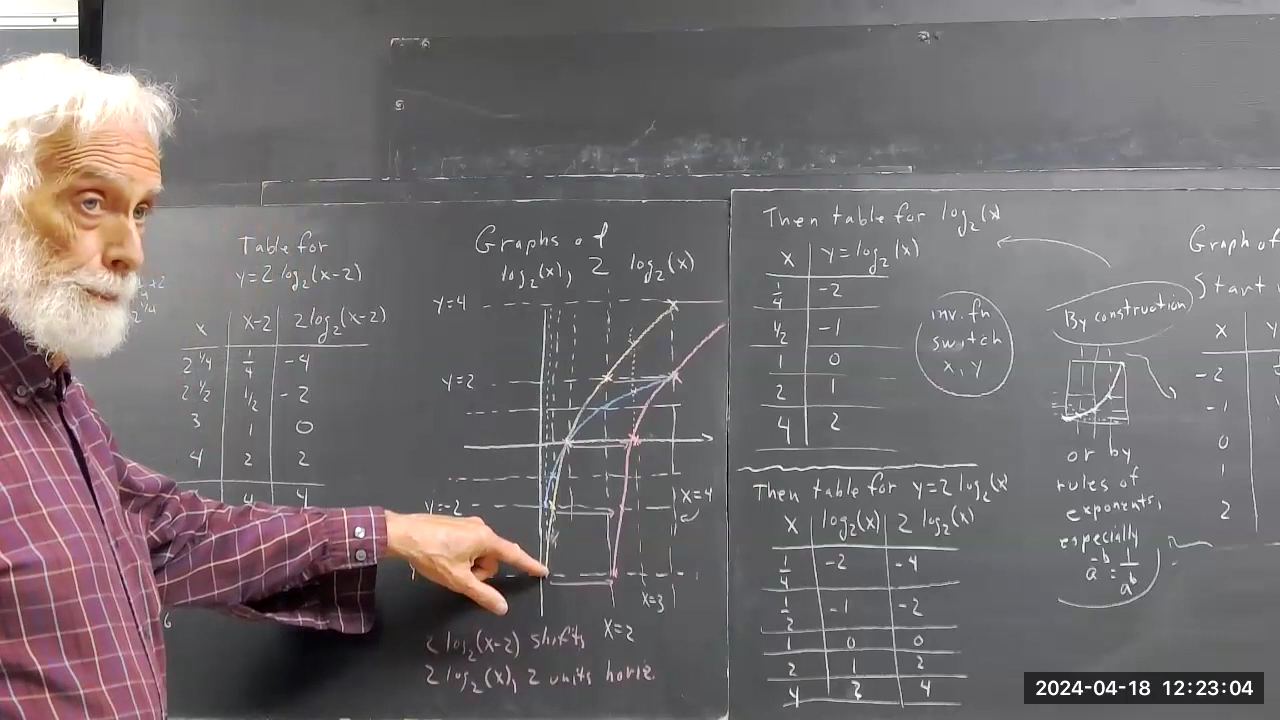 Table for
y=2 log₂(x-2)
x x-2 2log₂(x-2)
2 1/4 1/4 -4
2 1/2 1/2 -2
3 1 0
4 2 2
4 4
Graphs of
log₂(x), 2 log₂(x)
y=4
y=2
y=-2
x=4
x=3
x=2
2 log₂(x-2) shifts
2 log₂(x), 2 units horiz.
Then table for log₂(x
x y=log₂(x)
1/4 -2
1/2 -1
1 0
2 1
4 2
inv. fn
switch
x, y
Then table for y=2 log₂(x
x log₂(x) 2 log₂(x)
1/4 -2 -4
1/2 -1 -2
1 0 0
2 1 2
4 2 4
By construction
or by
rules of
exponents,
especially
a^-b = 1/a^b
Graph of
Start
x y
-2
-1
0
1
2
2024-04-18 12:23:04